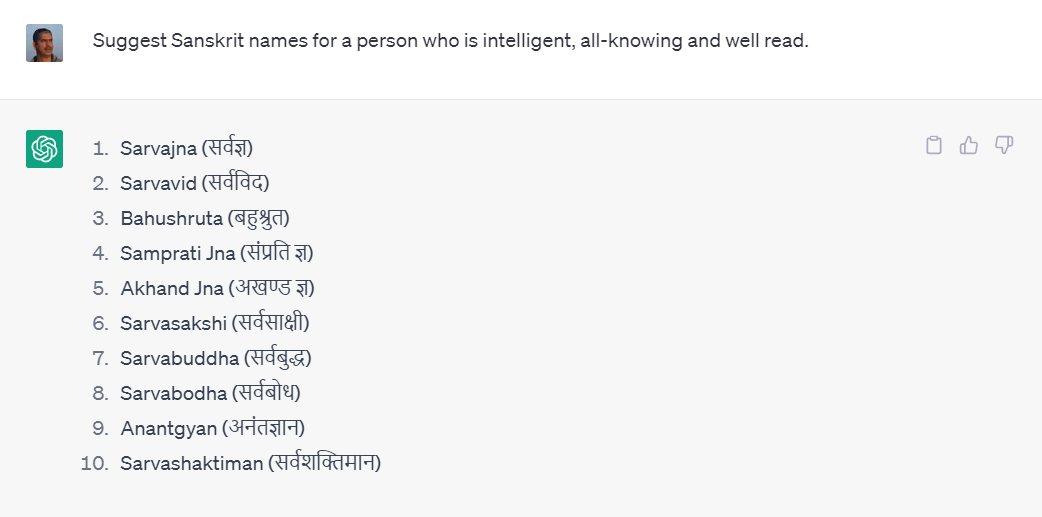 Suggest Sanskrit names for a person who is intelligent, all-knowing and well read.
1. Sarvajna (सर्वज्ञ)
2. Sarvavid (सर्वविद)
3. Bahushruta (बहुश्रुत)
4. Samprati Jna (संप्रति ज्ञ)
5. Akhand Jna (अखण्ड ज्ञ)
6. Sarvasakshi (सर्वसाक्षी)
7. Sarvabuddha (सर्वबुद्ध)
8. Sarvabodha (सर्वबोध)
9. Anantgyan (अनंतज्ञान)
10. Sarvashaktiman (सर्वशक्तिमान)